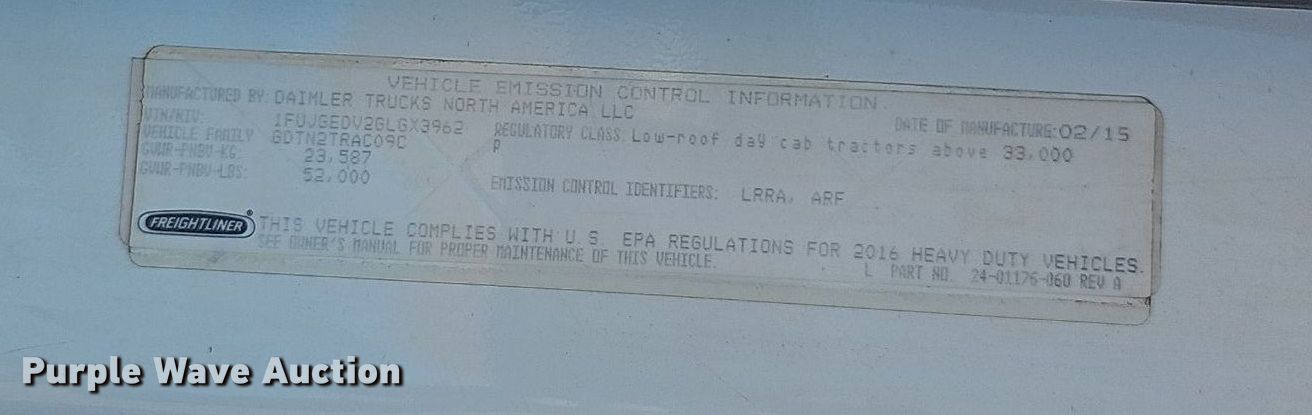 VEHICLE EMISSION CONTROL INFORMATION
MANUFACTURED BY: DAIMLER TRUCKS NORTH AMERICA LLC
DATE OF MANUFACTURE: 02/15
VIN/NIV: 1FUJGEDV2GLGX3962
REGULATORY CLASS: Low-roof day cab tractors above 33,000
VEHICLE FAMILY GDTN2TRAC09C
P
GVWR-PNBV-KG: 23,587
GVWR-PNBV-LBS: 52,000
EMISSION CONTROL IDENTIFIERS: LRRA, ARF
FREIGHTLINER®
THIS VEHICLE COMPLIES WITH U.S. EPA REGULATIONS FOR 2016 HEAVY DUTY VEHICLES.
SEE OWNER'S MANUAL FOR PROPER MAINTENANCE OF THIS VEHICLE.
L PART NO. 24-01176-060 REV A
Purple Wave Auction